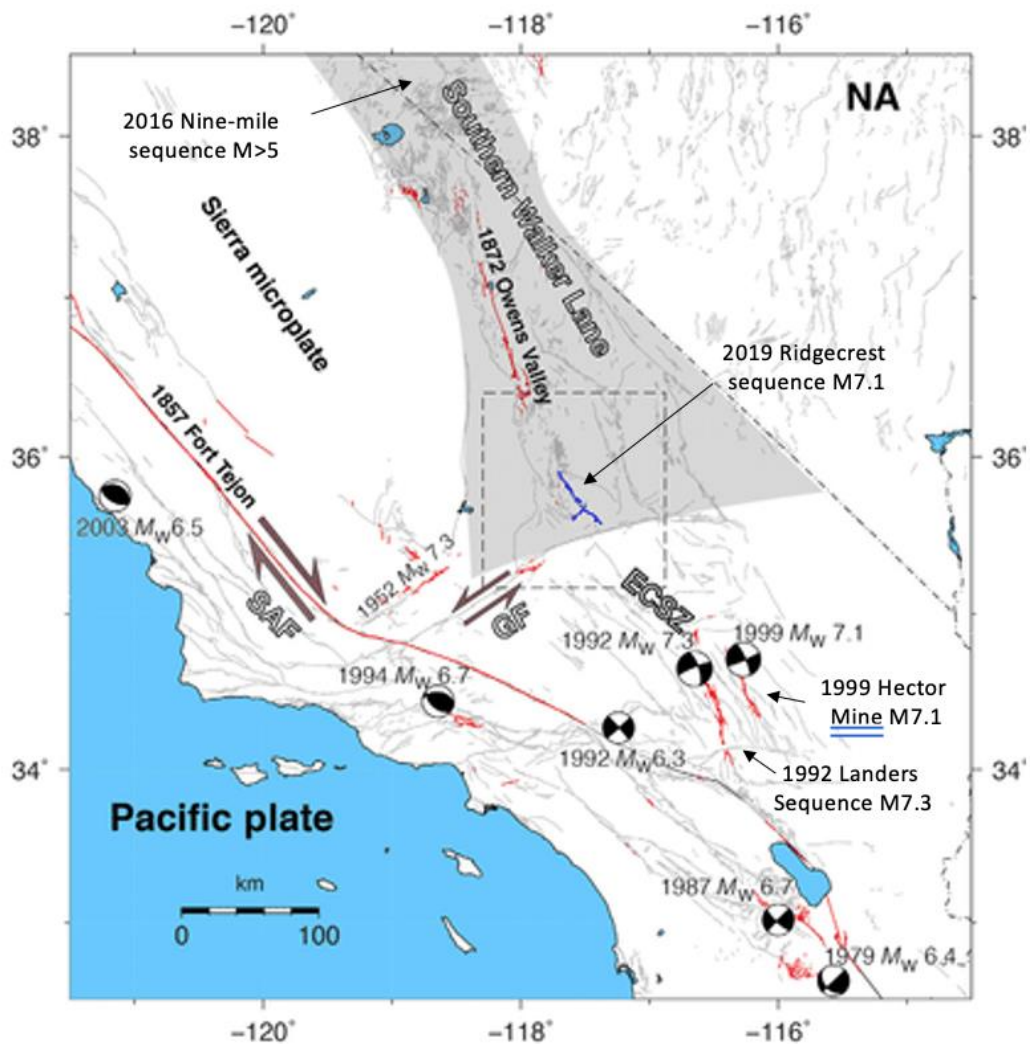 -120°
-118°
-116°
NA
2016 Nine-mile
sequence M>5
38°
38°
Southern Walker Lane
Sierra microplate
1872 Owens Valley
2019 Ridgecrest
sequence M7.1
1857 Fort Tejon
36°
36°
2003 Mw6.5
1952 Mw 7.3
SAF
GF
ECSZ
1992 Mw 7.3
1999 Mw 7.1
1994 Mw 6.7
1999 Hector
Mine M7.1
1992 Mw6.3
34°
34°
1992 Landers
Sequence M7.3
Pacific plate
km
0
100
1987 Mw 6.7
1979 Mw 6.4
-120°
-118°
-116°